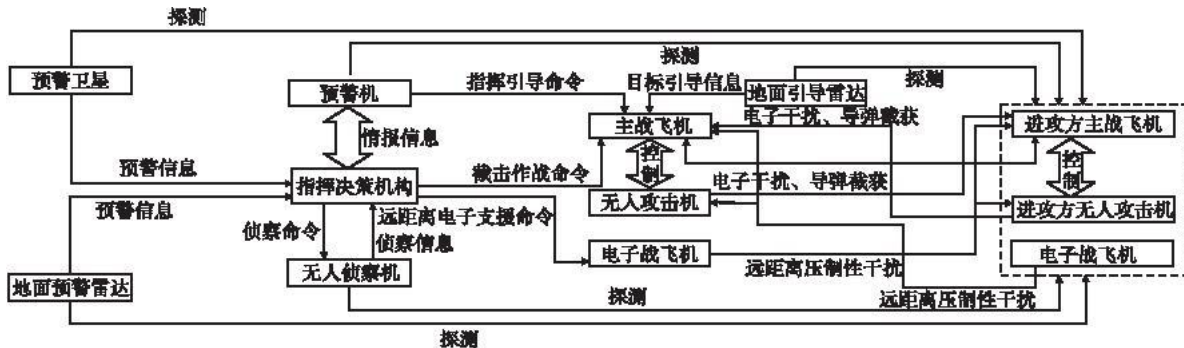 探测
探测
探测
预警卫星
指挥引导命令
目标引导信息
预警机
地面引导雷达
电子干扰、导弹截获
主战飞机
进攻方主战飞机
情报信息
控制
控制
预警信息
截击作战命令
电子干扰、导弹截获
指挥决策机构
预警信息
无人攻击机
进攻方无人攻击机
远距离电子支援命令
侦察命令
侦察信息
电子战飞机
电子战飞机
远距离压制性干扰
无人侦察机
地面预警雷达
探测
远距离压制性干扰
探测